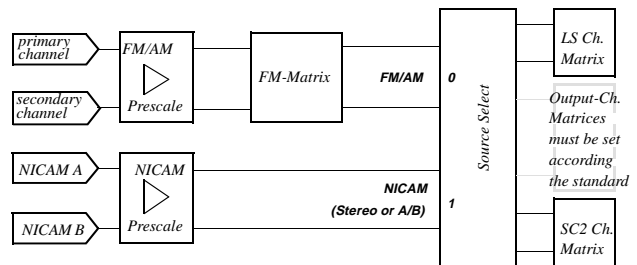 primary
channel
secondary
channel
FM/AM
Prescale
FM-Matrix
FM/AM
0
NICAM A
NICAM B
NICAM
Prescale
NICAM
(Stereo or A/B)
1
Source Select
LS Ch.
Matrix
Output-Ch.
Matrices
must be set
according
the standard
SC2 Ch.
Matrix